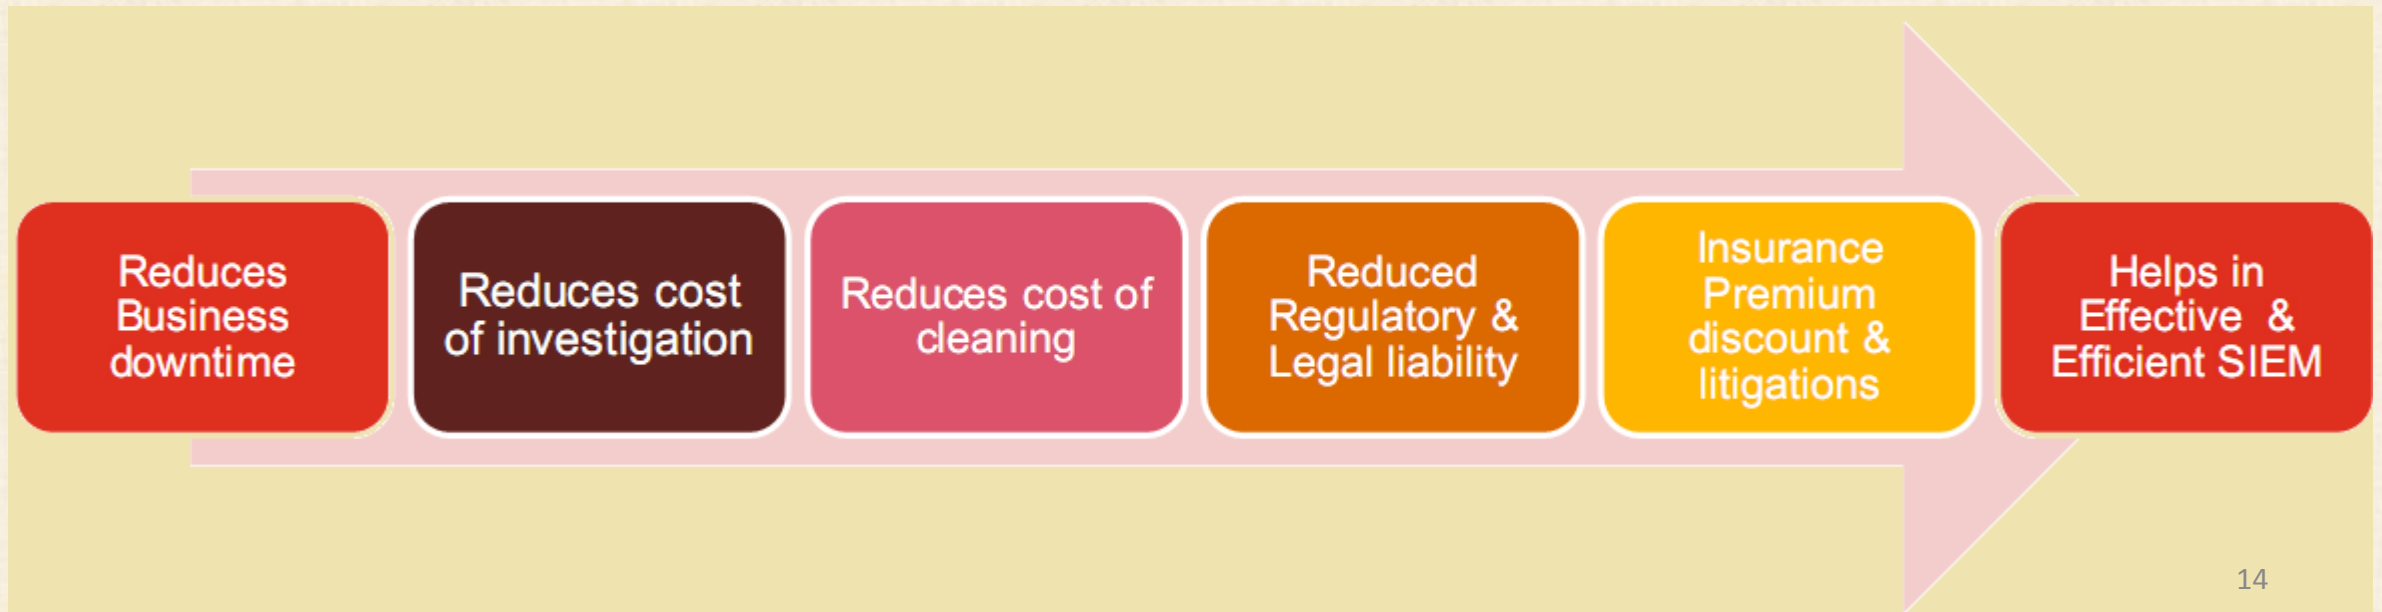 Reduces
Business
downtime
Reduces cost
of investigation
Reduces cost of
cleaning
Reduced
Regulatory &
Legal liability
Insurance
Premium
discount &
litigations
Helps in
Effective &
Efficient SIEM
14